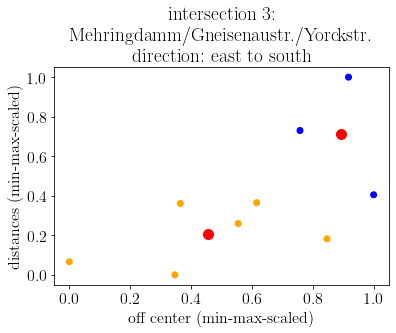 intersection 3:
Mehringdamm/Gneisenaustr./Yorckstr.
direction: east to south
distances (min-max-scaled)
1.0
0.8
0.6
0.4
0.2
0.0
0.0 0.2 0.4 0.6 0.8 1.0
off center (min-max-scaled)